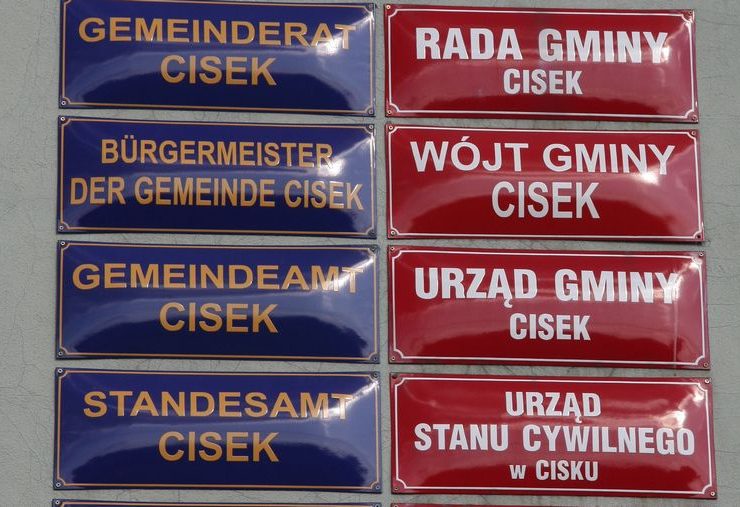 GEMEINDERAT
CISEK
RADA GMINY
CISEK
BÜRGERMEISTER
DER GEMEINDE CISEK
WÓJT GMINY
CISEK
GEMEINDEAMT
CISEK
URZĄD GMINY
CISEK
STANDESAMT
CISEK
URZĄD
STANU CYWILNEGO
w CISKU